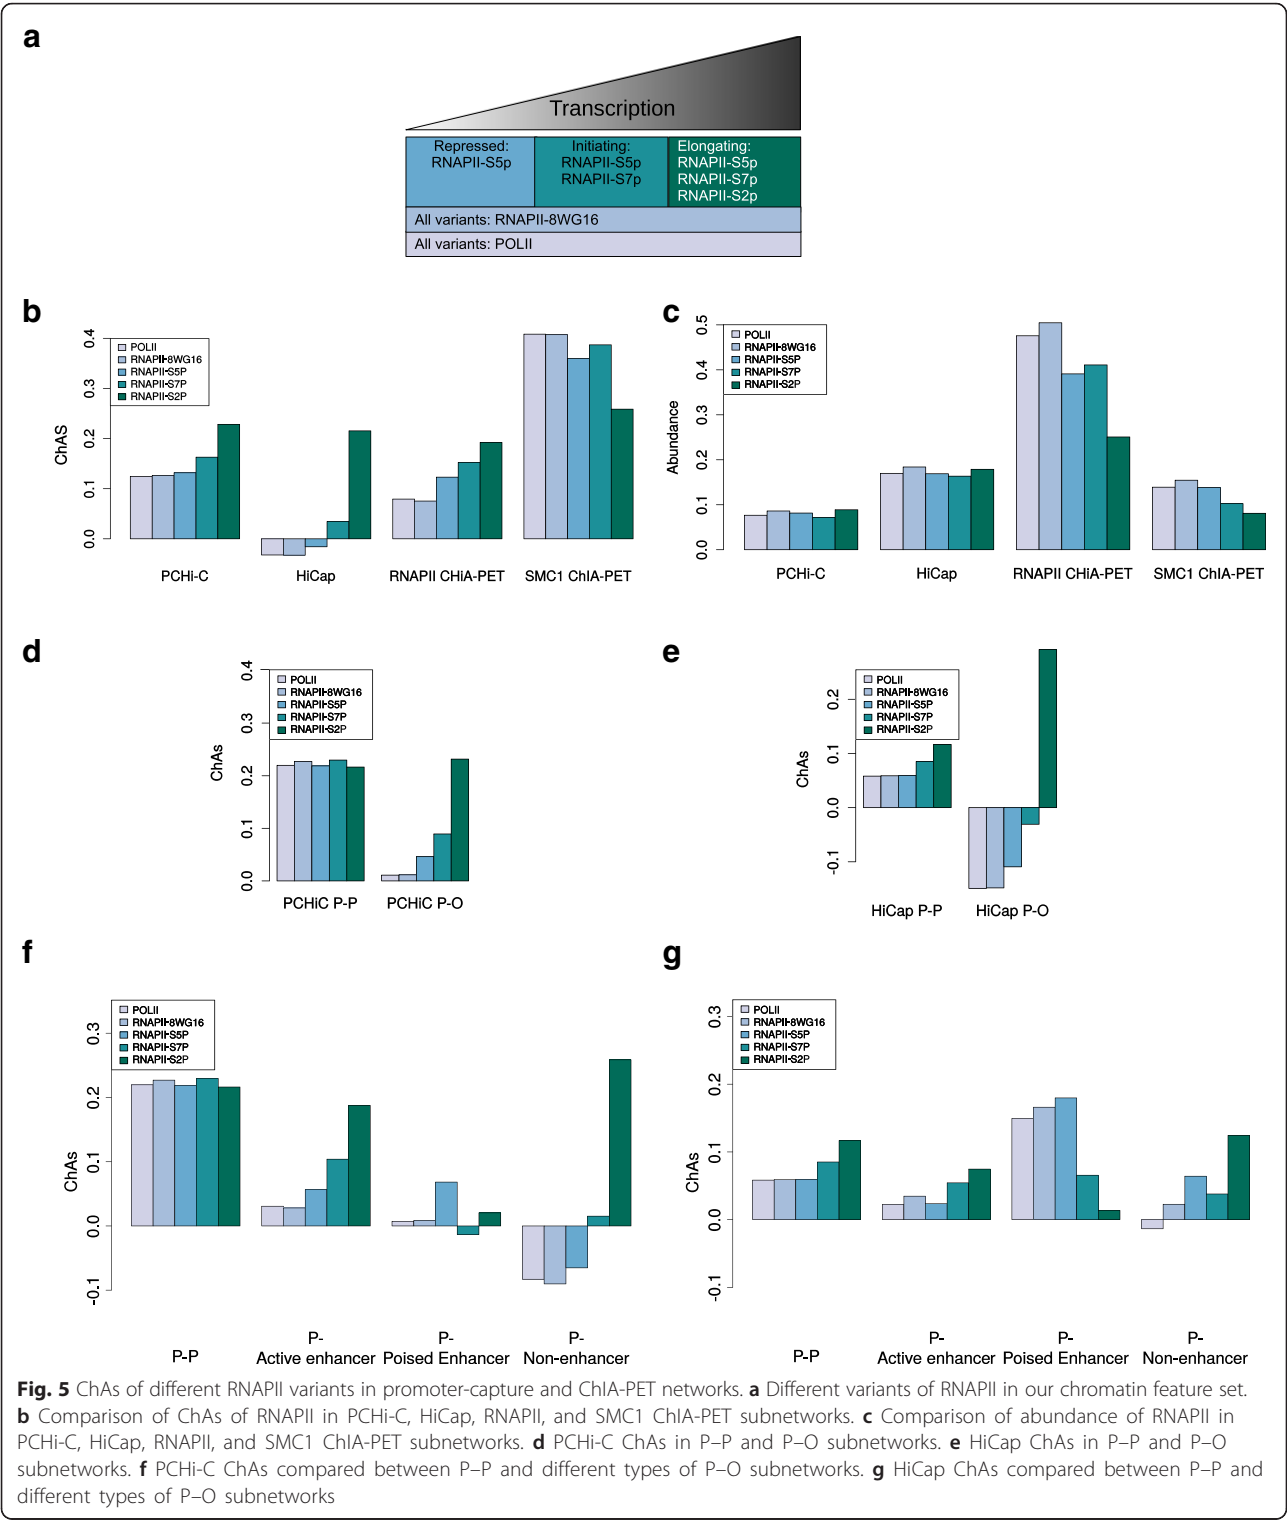 a
Transcription
Repressed:
RNAPII-S5p
Initiating:
RNAPII-S5p
RNAPII-S7p
Elongating:
RNAPII-S5p
RNAPII-S7p
RNAPII-S2p
All variants: RNAPII-8WG16
All variants: POLII
b
ChAS
0.0
0.1
0.2
0.3
0.4
POLII
RNAPII-8WG16
RNAPII-S5P
RNAPII-S7P
RNAPII-S2P
PCHi-C
HiCap
RNAPII CHiA-PET
SMC1 ChIA-PET
c
Abundance
0.0
0.1
0.2
0.3
0.4
0.5
POLII
RNAPII-8WG16
RNAPII-S5P
RNAPII-S7P
RNAPII-S2P
PCHi-C
HiCap
RNAPII CHiA-PET
SMC1 ChIA-PET
d
ChAs
0.0
0.1
0.2
0.3
0.4
POLII
RNAPII-8WG16
RNAPII-S5P
RNAPII-S7P
RNAPII-S2P
PCHiC P-P
PCHiC P-O
e
ChAs
-0.1
0.0
0.1
0.2
POLII
RNAPII-8WG16
RNAPII-S5P
RNAPII-S7P
RNAPII-S2P
HiCap P-P
HiCap P-O
f
ChAs
-0.1
0.0
0.1
0.2
0.3
POLII
RNAPII-8WG16
RNAPII-S5P
RNAPII-S7P
RNAPII-S2P
P-P
P-
Active enhancer
P-
Poised Enhancer
P-
Non-enhancer
g
ChAs
-0.1
0.0
0.1
0.2
0.3
POLII
RNAPII-8WG16
RNAPII-S5P
RNAPII-S7P
RNAPII-S2P
P-P
P-
Active enhancer
P-
Poised Enhancer
P-
Non-enhancer
Fig. 5 ChAs of different RNAPII variants in promoter-capture and ChIA-PET networks. a Different variants of RNAPII in our chromatin feature set.
b Comparison of ChAs of RNAPII in PCHi-C, HiCap, RNAPII, and SMC1 ChIA-PET subnetworks. c Comparison of abundance of RNAPII in
PCHi-C, HiCap, RNAPII, and SMC1 ChIA-PET subnetworks. d PCHi-C ChAs in P–P and P–O subnetworks. e HiCap ChAs in P–P and P–O
subnetworks. f PCHi-C ChAs compared between P–P and different types of P–O subnetworks. g HiCap ChAs compared between P–P and
different types of P–O subnetworks